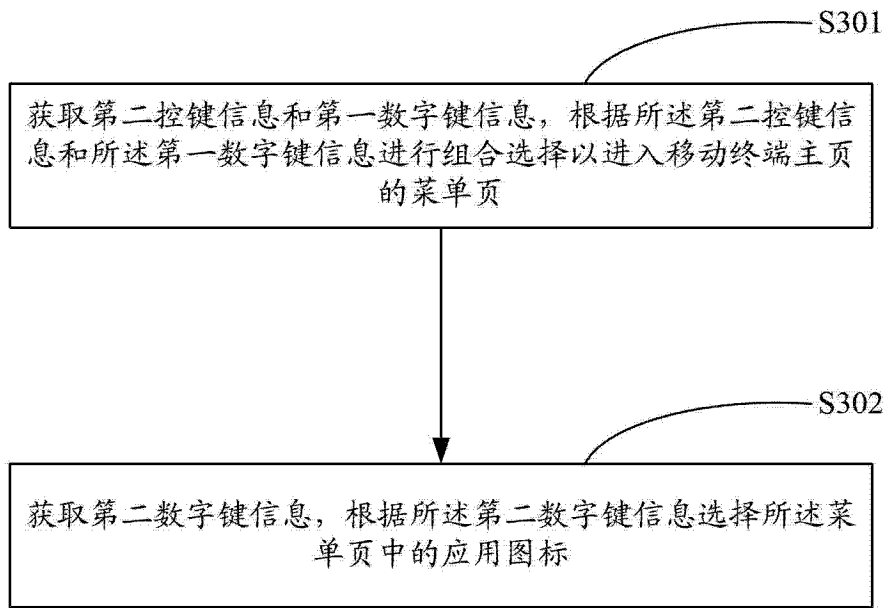 S301
获取第二控键信息和第一数字键信息，根据所述第二控键信
息和所述第一数字键信息进行组合选择以进入移动终端主页
的菜单页
S302
获取第二数字键信息，根据所述第二数字键信息选择所述菜
单页中的应用图标